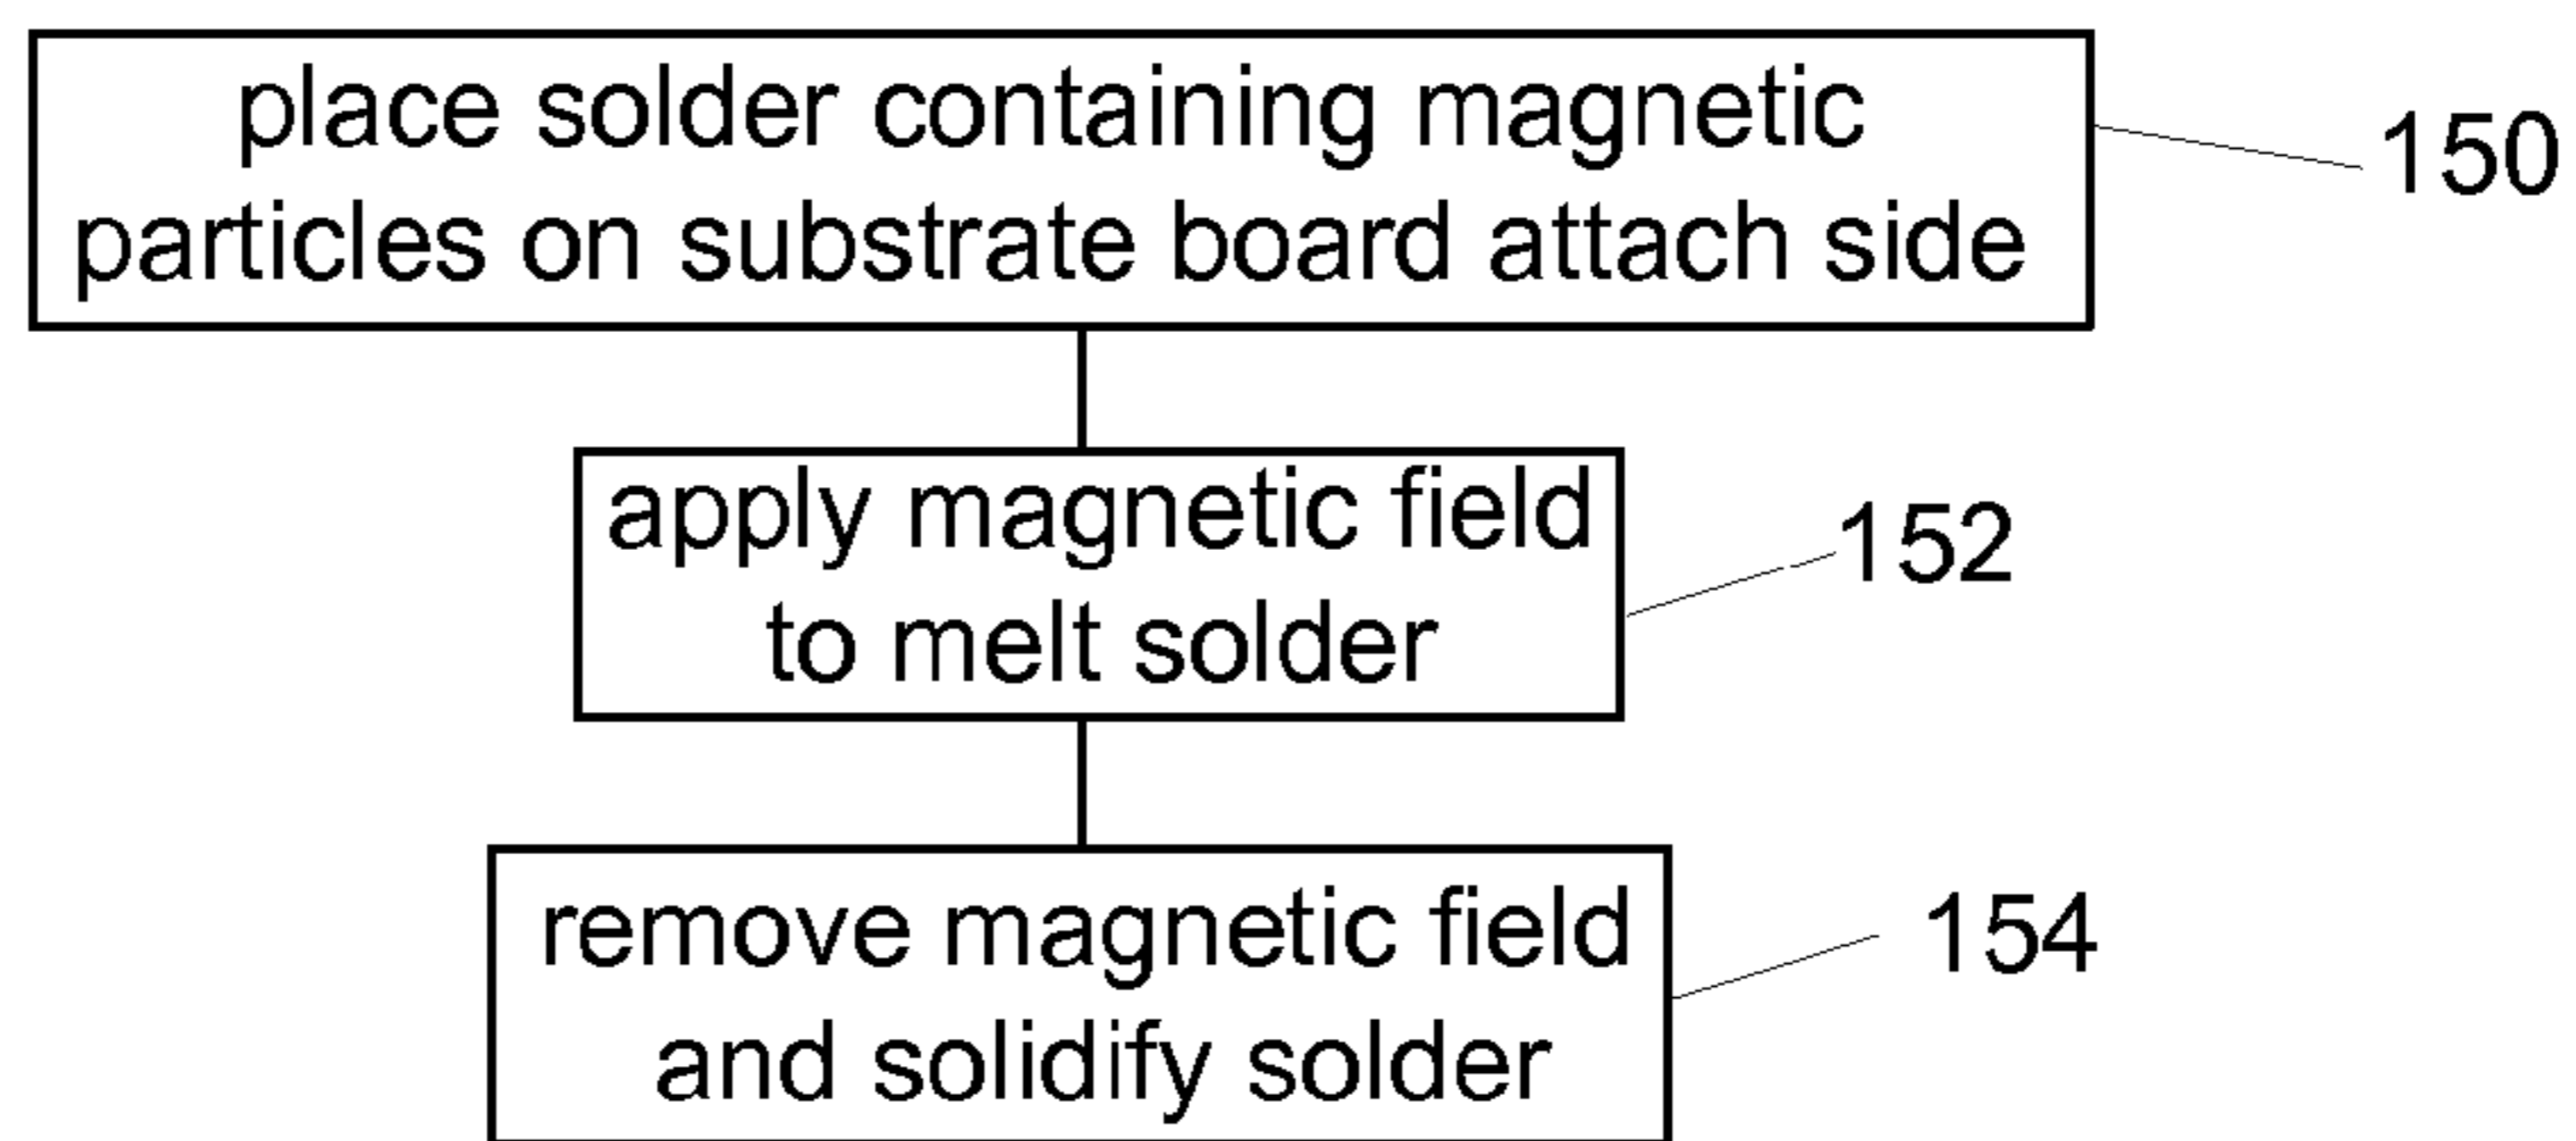 place solder containing magnetic
particles on substrate board attach side
150
apply magnetic field
to melt solder
152
remove magnetic field
and solidify solder
154